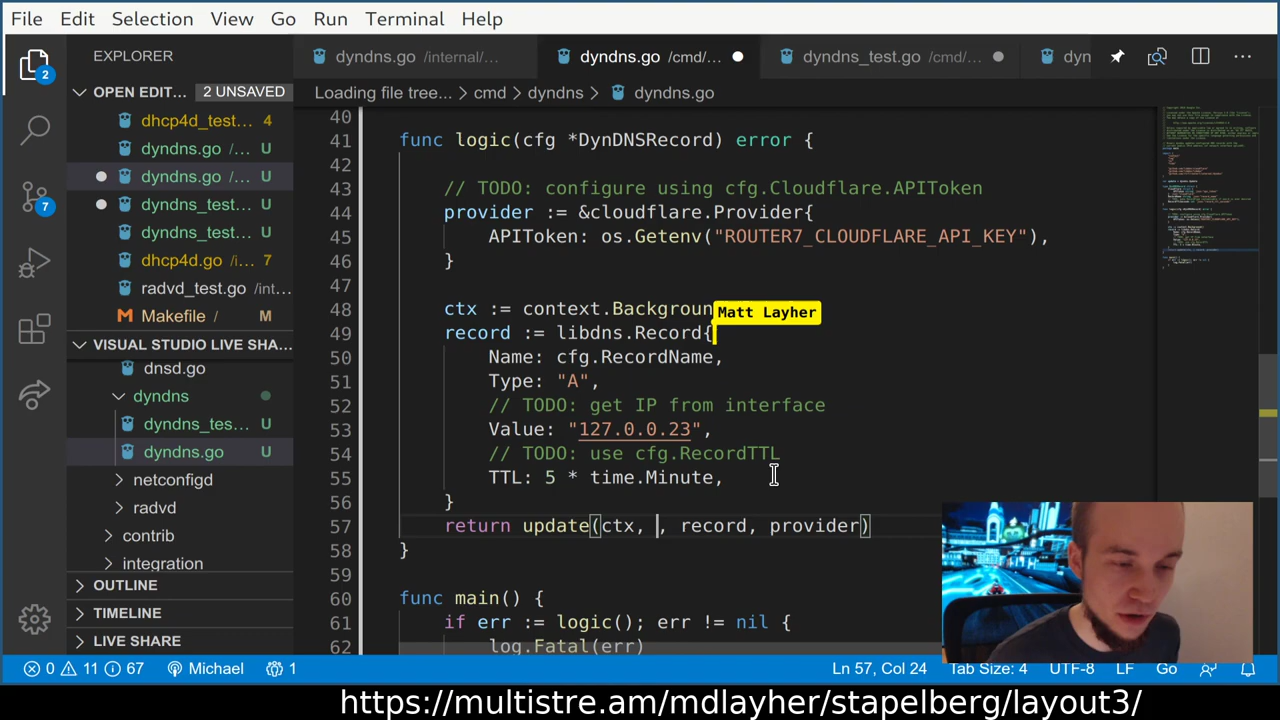 File Edit Selection View Go Run Terminal Help
EXPLORER
dyndns.go /internal/...
dyndns.go /cmd/...
dyndns_test.go /cmd/...
dyn
2
OPEN EDIT... 2 UNSAVED
Loading file tree... > cmd > dyndns > dyndns.go
dhcp4d_test... 4
dyndns.go /... U
dyndns.go /... U
dyndns_test... U
dyndns_test... U
dhcp4d.go /i... 7
radvd_test.go /int...
Makefile / M
7
VISUAL STUDIO LIVE SHA...
dnsd.go
dyndns
dyndns_tes... U
dyndns.go U
netconfigd
radvd
contrib
integration
OUTLINE
TIMELINE
LIVE SHARE
40
41 func logic(cfg *DynDNSRecord) error {
42
43 // TODO: configure using cfg.Cloudflare.APIToken
44 provider := &cloudflare.Provider{
45 APIToken: os.Getenv("ROUTER7_CLOUDFLARE_API_KEY"),
46 }
47
48 ctx := context.Backgroun
Matt Layher
49 record := libdns.Record{
50 Name: cfg.RecordName,
51 Type: "A",
52 // TODO: get IP from interface
53 Value: "127.0.0.23",
54 // TODO: use cfg.RecordTTL
55 TTL: 5 * time.Minute,
56 }
57 return update(ctx, , record, provider)
58 }
59
60 func main() {
61 if err := logic(); err != nil {
62 log.Fatal(err)
0 11 67 Michael 1 Ln 57, Col 24 Tab Size: 4 UTF-8 LF Go
https://multistre.am/mdlayher/stapelberg/layout3/